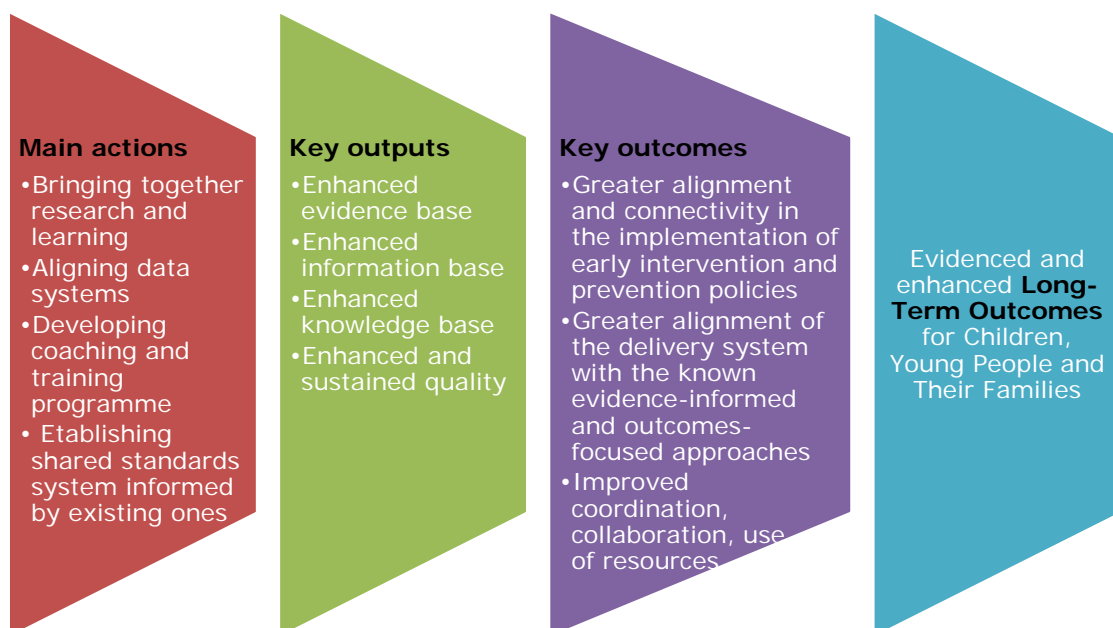 Main actions
•Bringing together
research and
learning
•Aligning data
systems
•Developing
coaching and
training
programme
• Etablishing
shared standards
system informed
by existing ones
Key outputs
•Enhanced
evidence base
•Enhanced
information base
•Enhanced
knowledge base
•Enhanced and
sustained quality
Key outcomes
•Greater alignment
and connectivity in
the implementation of
early intervention and
prevention policies
•Greater alignment of
the delivery system
with the known
evidence-informed
and outcomes-
focused approaches
•Improved
coordination,
collaboration, use
of resources
Evidenced and
enhanced Long-
Term Outcomes
for Children,
Young People and
Their Families